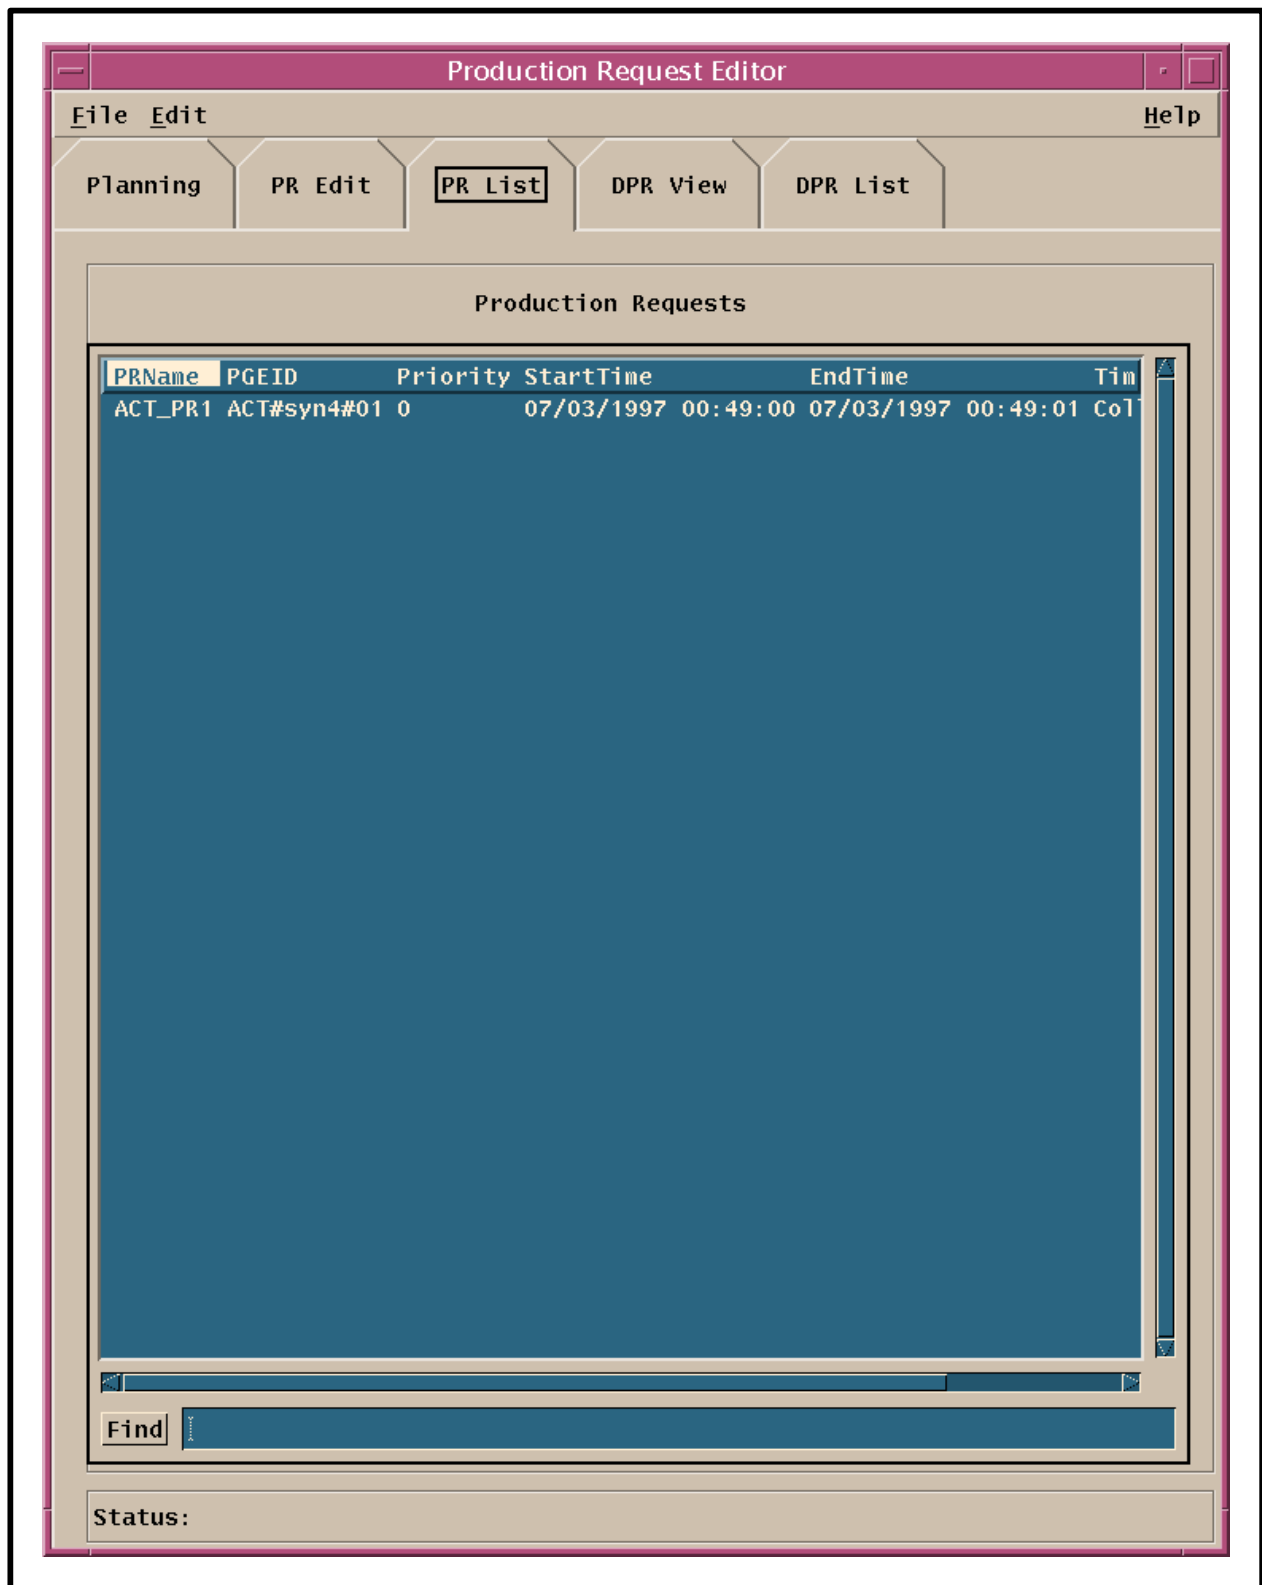 Production Request Editor
File Edit Help
Planning PR Edit PR List DPR View DPR List
Production Requests
PRName PGEID Priority StartTime EndTime Tim
ACT_PR1 ACT#syn4#01 0 07/03/1997 00:49:00 07/03/1997 00:49:01 Col
Find
Status: